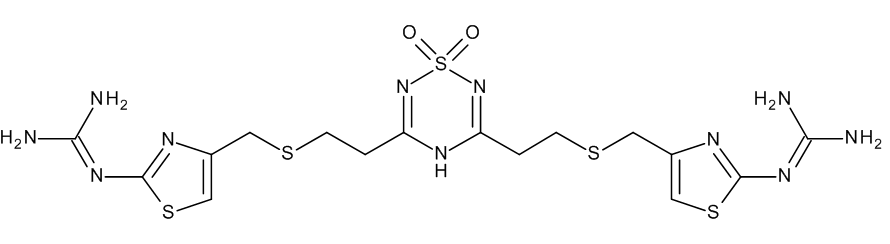 O O
S
NH2 N N H2N
H2N N S N H S N NH2
N S S N